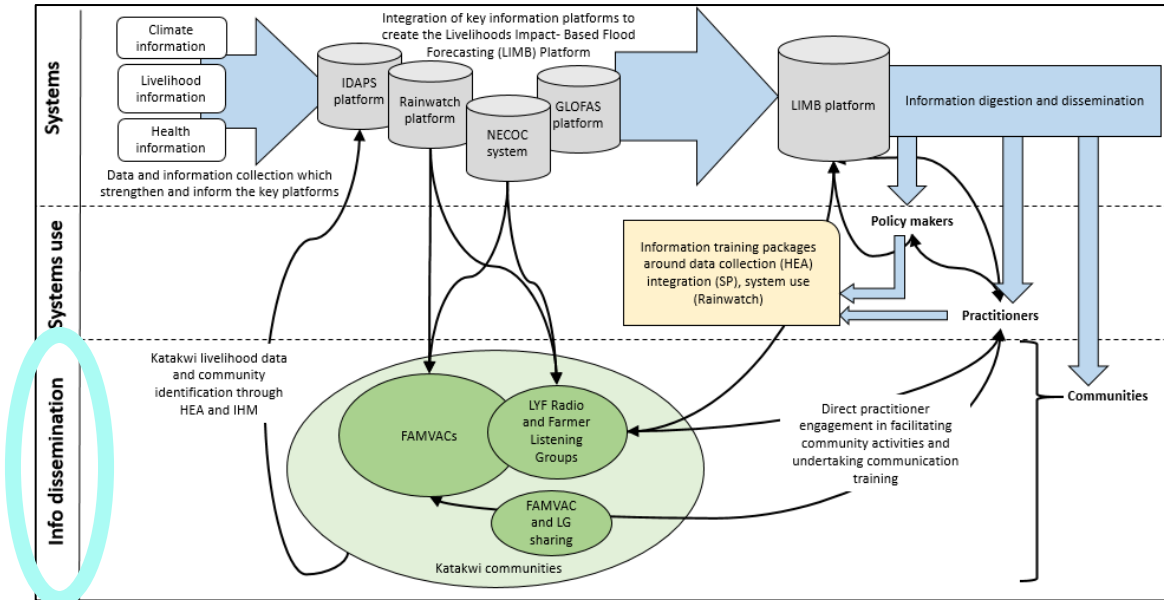 Systems
Climate
information
Livelihood
information
Health
information
Data and information collection which
strengthen and inform the key platforms
Integration of key information platforms to
create the Livelihoods Impact- Based Flood
Forecasting (LIMB) Platform
IDAPS
platform
Rainwatch
platform
NECOC
system
GLOFAS
platform
LIMB platform
Information digestion and dissemination
Systems use
Policy makers
Information training packages
around data collection (HEA)
integration (SP), system use
(Rainwatch)
Practitioners
Info dissemination
Katakwi livelihood data
and community
identification through
HEA and IHM
FAMVACs
LYF Radio
and Farmer
Listening
Groups
FAMVAC
and LG
sharing
Katakwi communities
Direct practitioner
engagement in facilitating
community activities and
undertaking communication
training
Communities